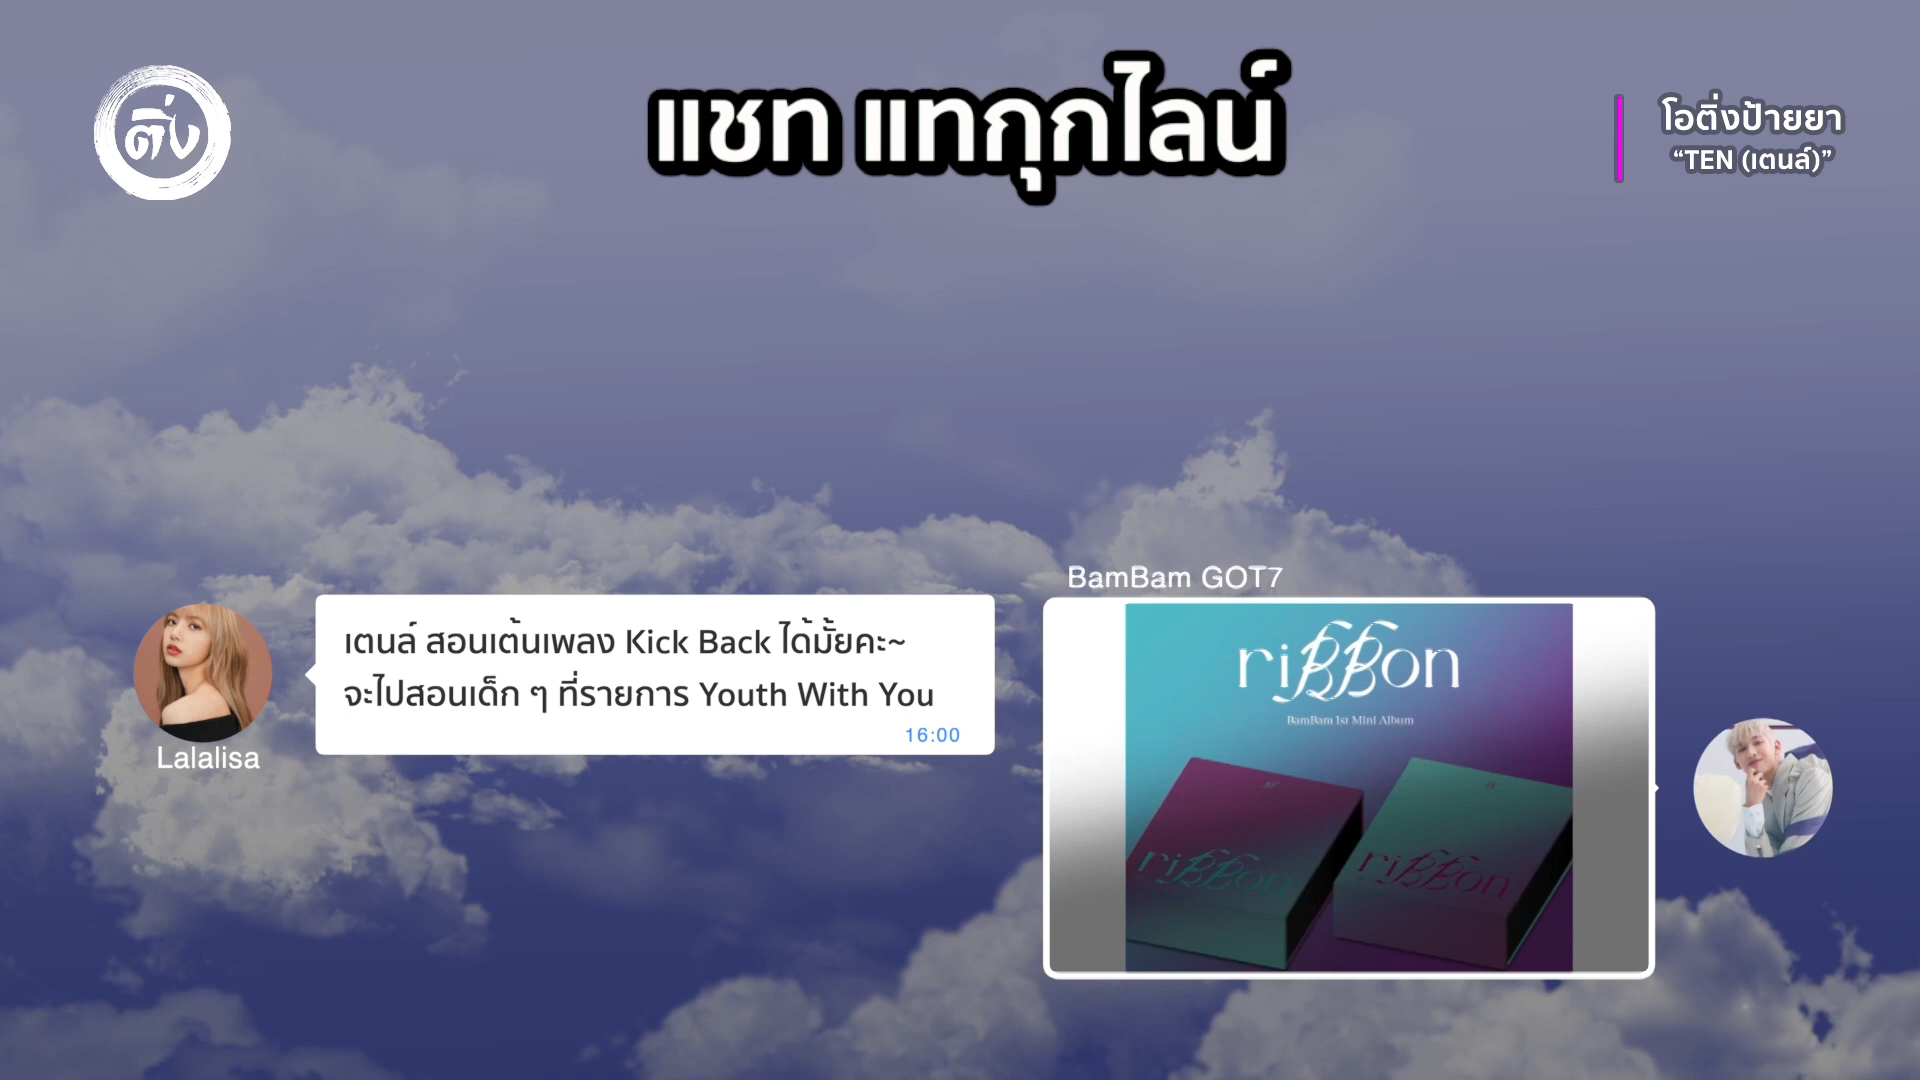 ติ่ง
แชท แทกุกไลน์
โอติ่งป้ายยา
“TEN (เตนล์)”
Lalalisa
เตนล์ สอนเต้นเพลง Kick Back ได้มั้ยคะ~
จะไปสอนเด็ก ๆ ที่รายการ Youth With You
16:00
BamBam GOT7
riBBon
BamBam 1st Mini Album
riBBon
riBBon